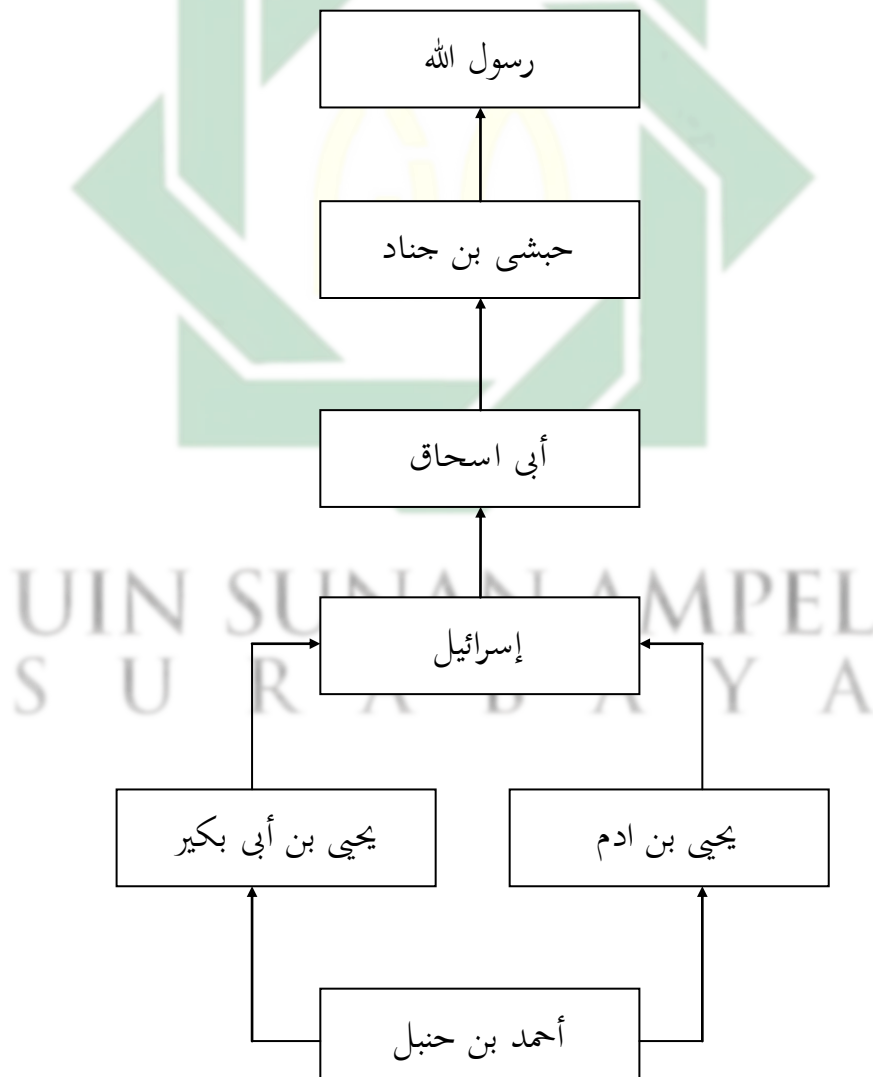 رسول الله
حبشى بن جناد
أبى اسحاق
UIN SUNAN AMPEL
إسرائيل
S U R A B A Y A
يحيى بن أبى بكير
يحيى بن ادم
أحمد بن حنبل